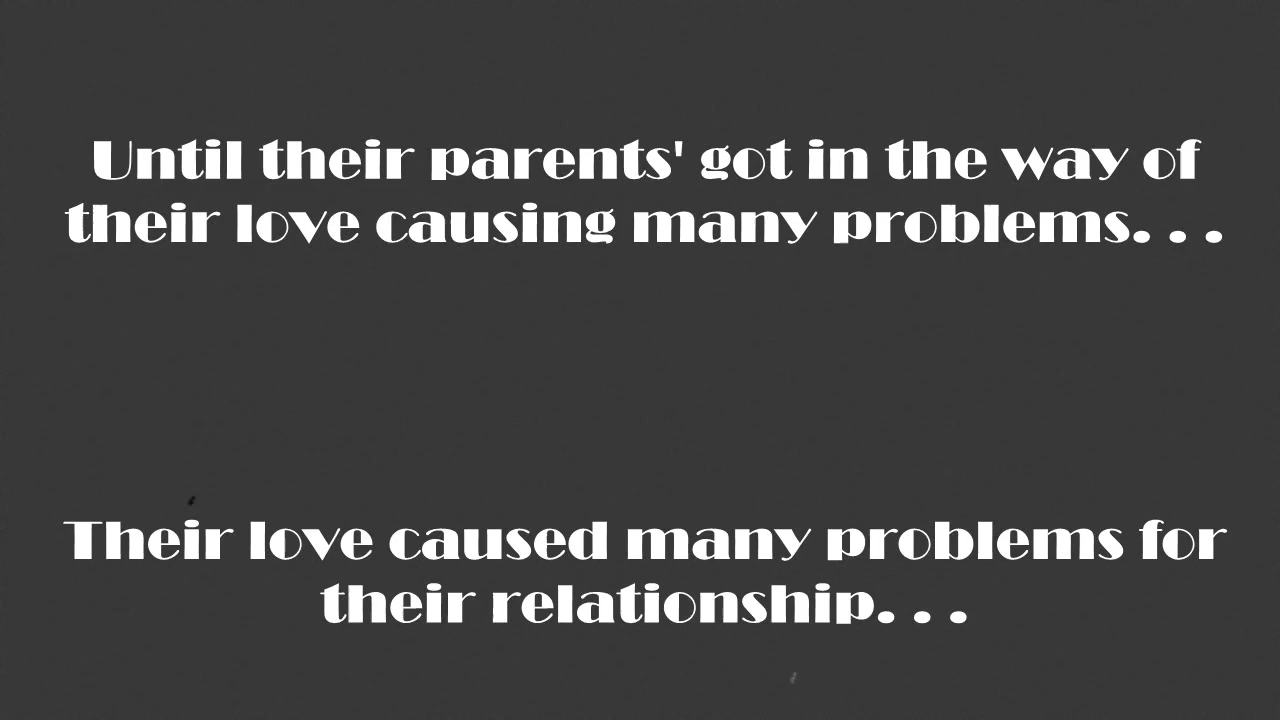 Until their parents' got in the way of
their love causing many problems. . .
Their love caused many problems for
their relationship. . .